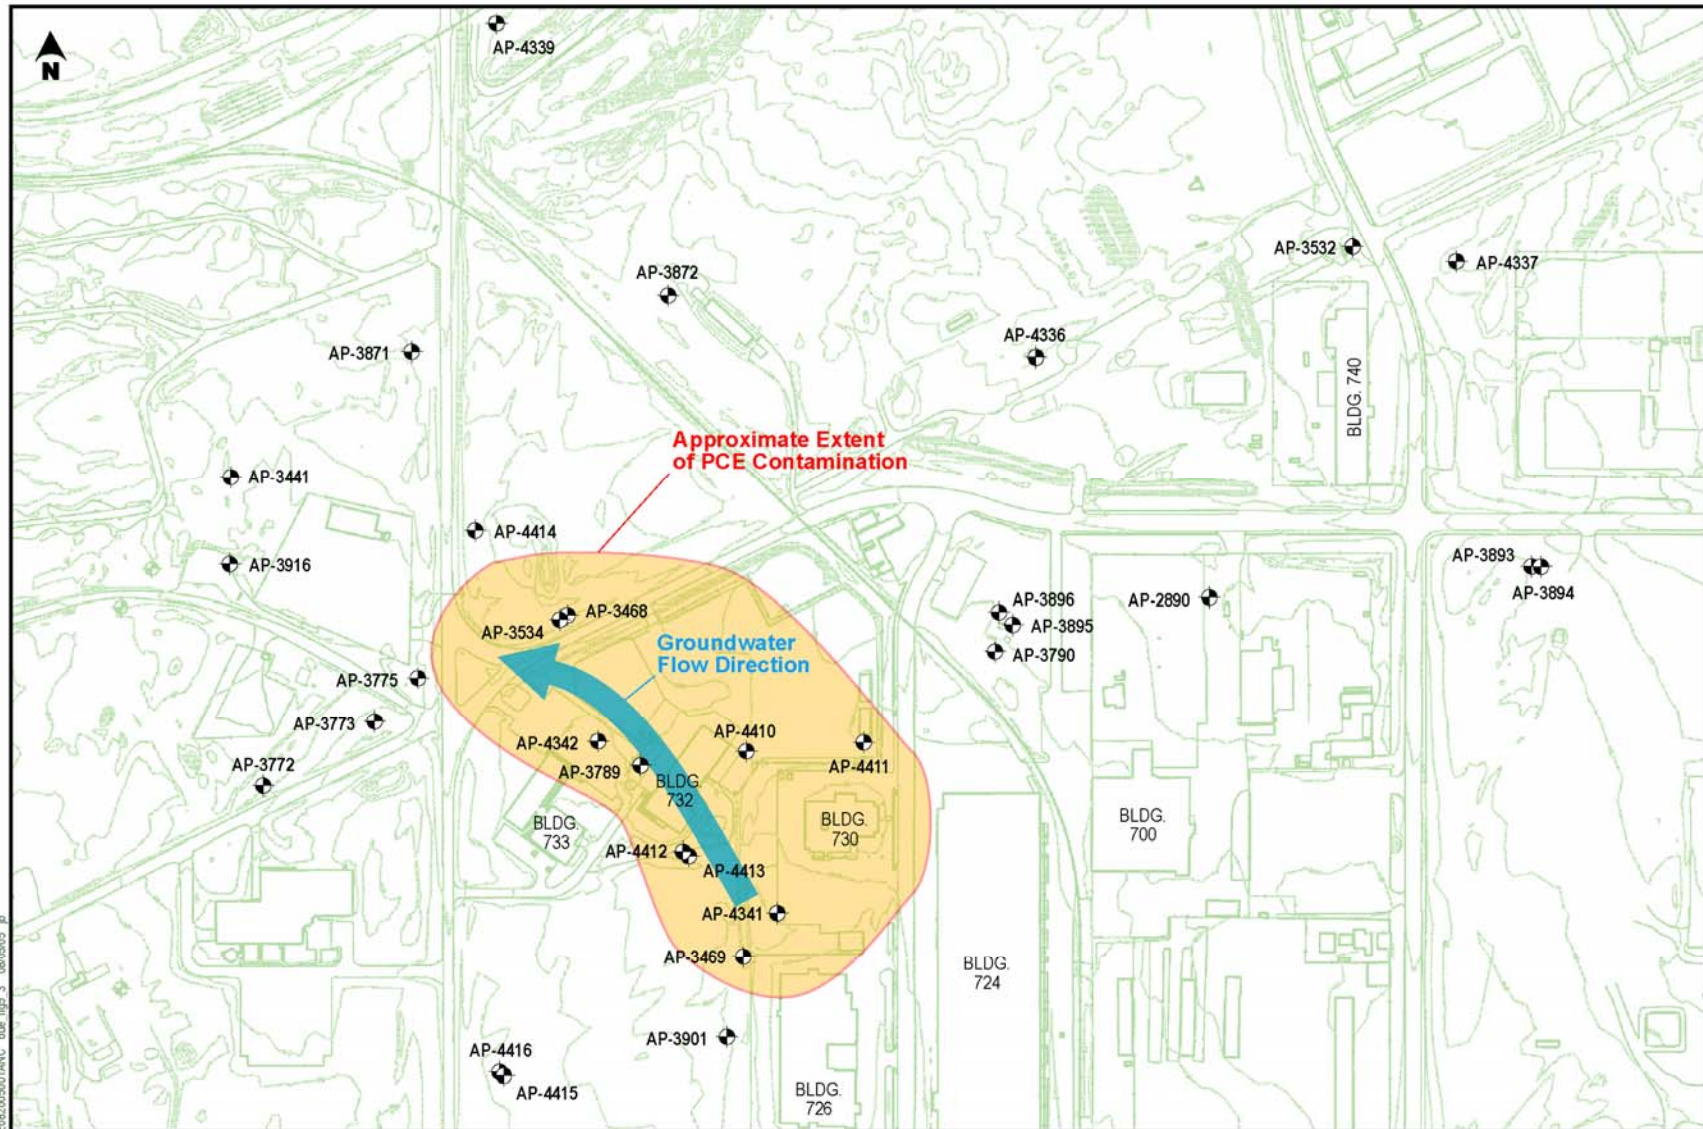 N
AP-4339
AP-3872
AP-3532
AP-4337
AP-3871
AP-4336
BLDG. 740
Approximate Extent
of PCE Contamination
AP-3441
AP-4414
AP-3916
AP-3893
AP-3894
AP-3896
AP-2890
AP-3895
AP-3790
AP-3468
AP-3534
Groundwater
Flow Direction
AP-3775
AP-3773
AP-3772
AP-4342
AP-3789
AP-4410
AP-4411
BLDG.
732
BLDG.
733
BLDG.
730
BLDG.
700
AP-4412
AP-4413
AP-4341
AP-3469
BLDG.
724
AP-3901
AP-4416
AP-4415
BLDG.
726